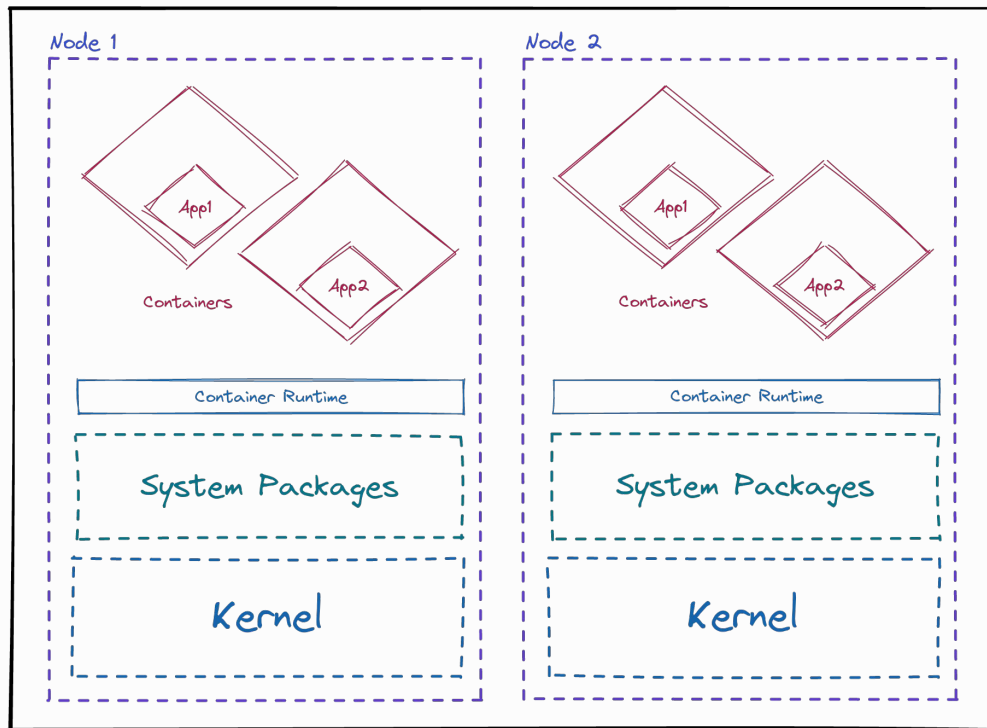 Node 1
App1
App2
Containers
Container Runtime
System Packages
Kernel
Node 2
App1
App2
Containers
Container Runtime
System Packages
Kernel